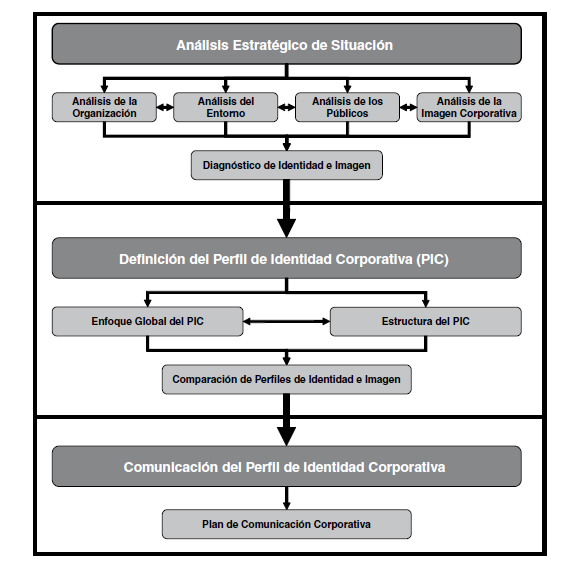 Análisis Estratégico de Situación
Análisis de la
Organización
Análisis del
Entorno
Análisis de los
Públicos
Análisis de la
Imagen Corporativa
Diagnóstico de Identidad e Imagen
Definición del Perfil de Identidad Corporativa (PIC)
Enfoque Global del PIC
Estructura del PIC
Comparación de Perfiles de Identidad e Imagen
Comunicación del Perfil de Identidad Corporativa
Plan de Comunicación Corporativa